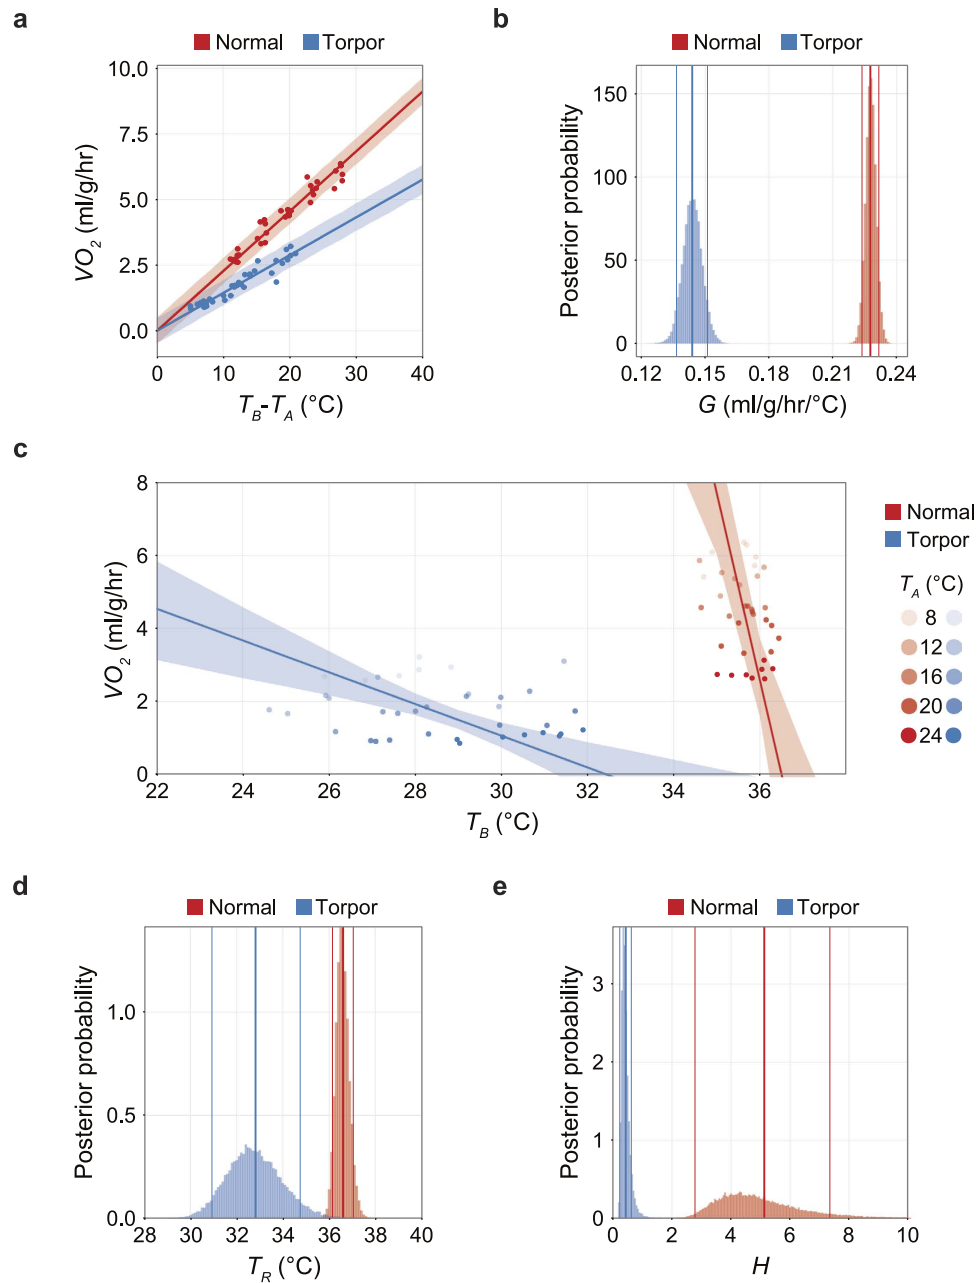 a
Normal Torpor
10.0
7.5
5.0
2.5
0.0
VO2 (ml/g/hr)
0 10 20 30 40
TB-TA (°C)
b
Normal Torpor
150
100
50
0
Posterior probability
0.12 0.15 0.18 0.21 0.24
G (ml/g/hr/°C)
c
8
6
4
2
0
VO2 (ml/g/hr)
22 24 26 28 30 32 34 36
TB (°C)
Normal
Torpor
TA (°C)
8
12
16
20
24
d
Normal Torpor
1.0
0.5
0.0
Posterior probability
28 30 32 34 36 38 40
TR (°C)
e
Normal Torpor
3
2
1
0
Posterior probability
0 2 4 6 8 10
H